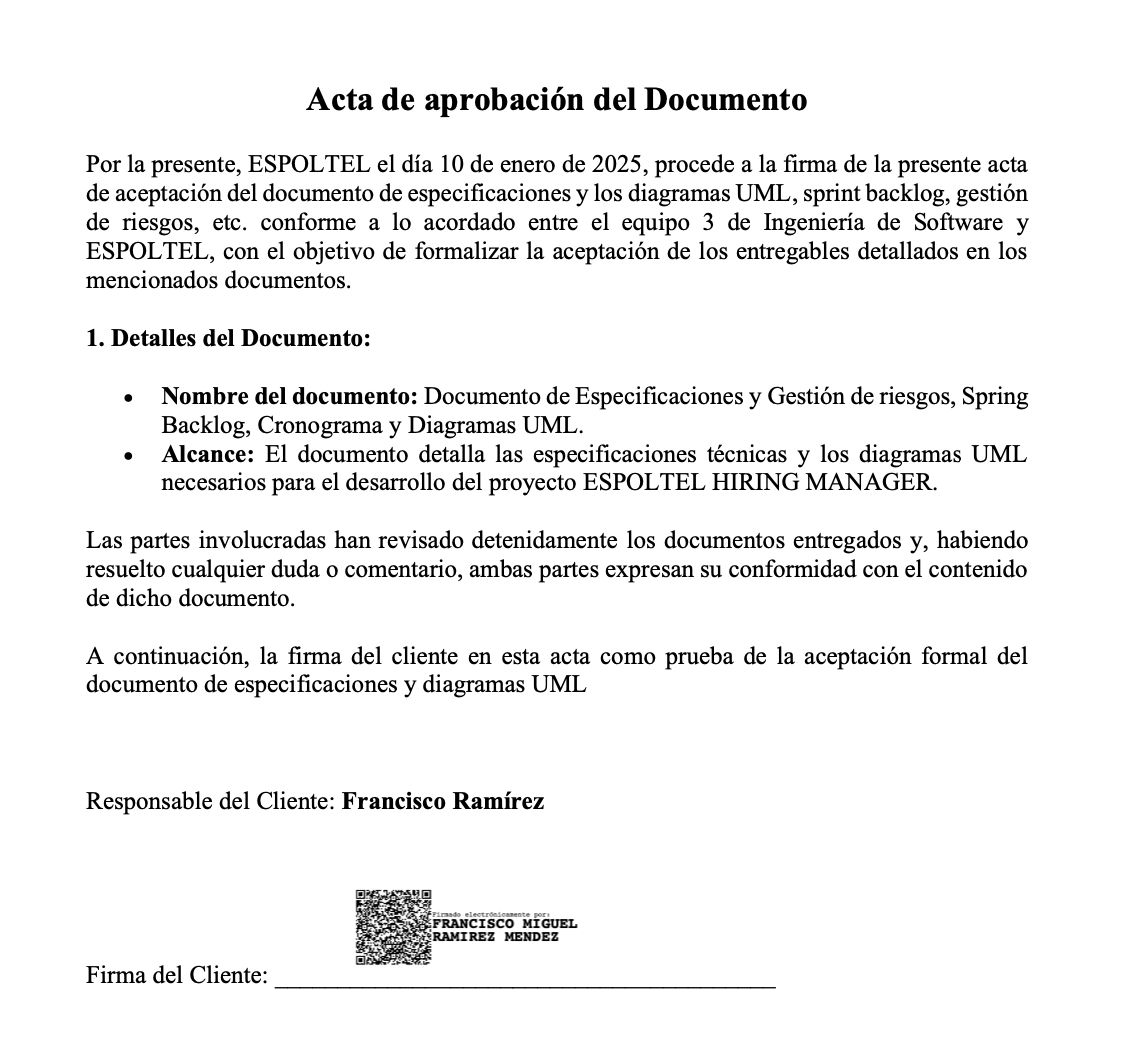 Acta de aprobación del Documento
Por la presente, ESPOLTEL el día 10 de enero de 2025, procede a la firma de la presente acta
de aceptación del documento de especificaciones y los diagramas UML, sprint backlog, gestión
de riesgos, etc. conforme a lo acordado entre el equipo 3 de Ingeniería de Software y
ESPOLTEL, con el objetivo de formalizar la aceptación de los entregables detallados en los
mencionados documentos.
1. Detalles del Documento:
• Nombre del documento: Documento de Especificaciones y Gestión de riesgos, Spring
Backlog, Cronograma y Diagramas UML.
• Alcance: El documento detalla las especificaciones técnicas y los diagramas UML
necesarios para el desarrollo del proyecto ESPOLTEL HIRING MANAGER.
Las partes involucradas han revisado detenidamente los documentos entregados y, habiendo
resuelto cualquier duda o comentario, ambas partes expresan su conformidad con el contenido
de dicho documento.
A continuación, la firma del cliente en esta acta como prueba de la aceptación formal del
documento de especificaciones y diagramas UML
Responsable del Cliente: Francisco Ramírez
Firmado electrónicamente por:
FRANCISCO MIGUEL
RAMIREZ MENDEZ
Firma del Cliente: